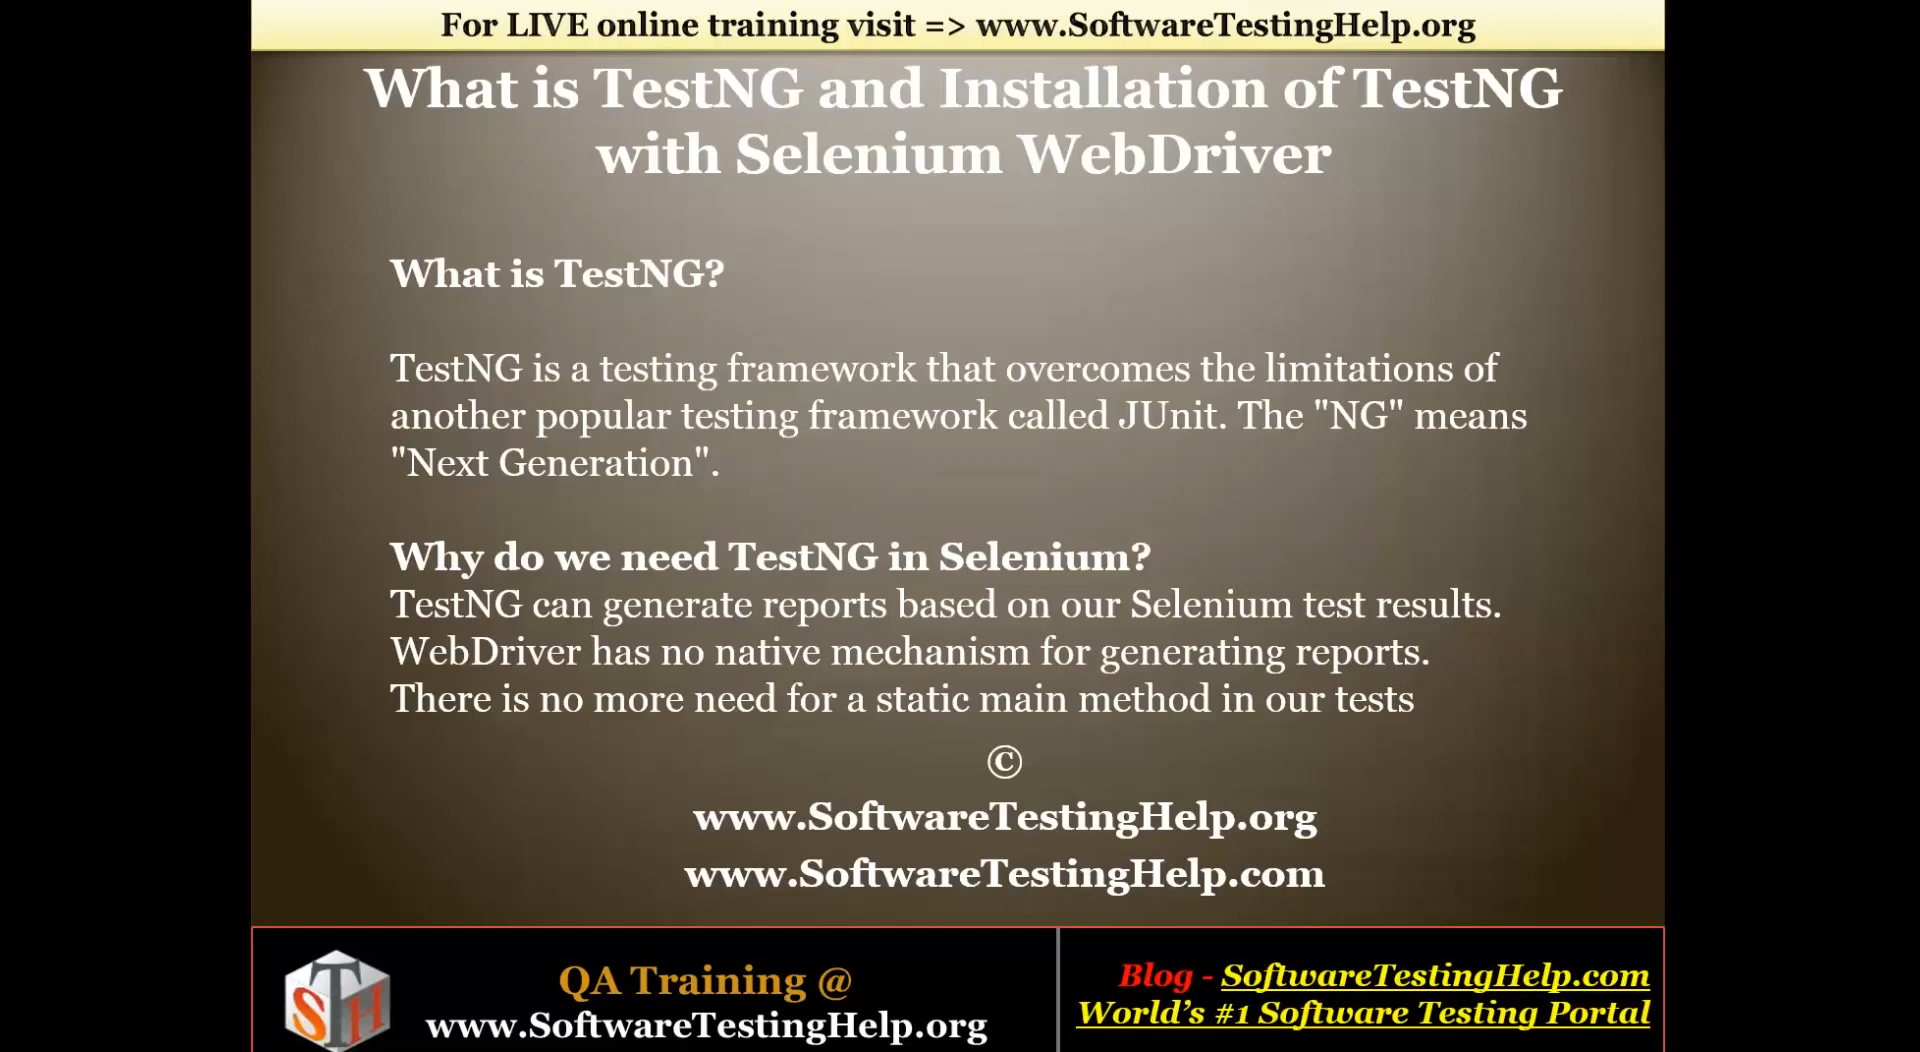 For LIVE online training visit => www.SoftwareTestingHelp.org
What is TestNG and Installation of TestNG
with Selenium WebDriver
What is TestNG?
TestNG is a testing framework that overcomes the limitations of
another popular testing framework called JUnit. The "NG" means
"Next Generation".
Why do we need TestNG in Selenium?
TestNG can generate reports based on our Selenium test results.
WebDriver has no native mechanism for generating reports.
There is no more need for a static main method in our tests
©
www.SoftwareTestingHelp.org
www.SoftwareTestingHelp.com
STH
QA Training @
www.SoftwareTestingHelp.org
Blog - SoftwareTestingHelp.com
World's #1 Software Testing Portal